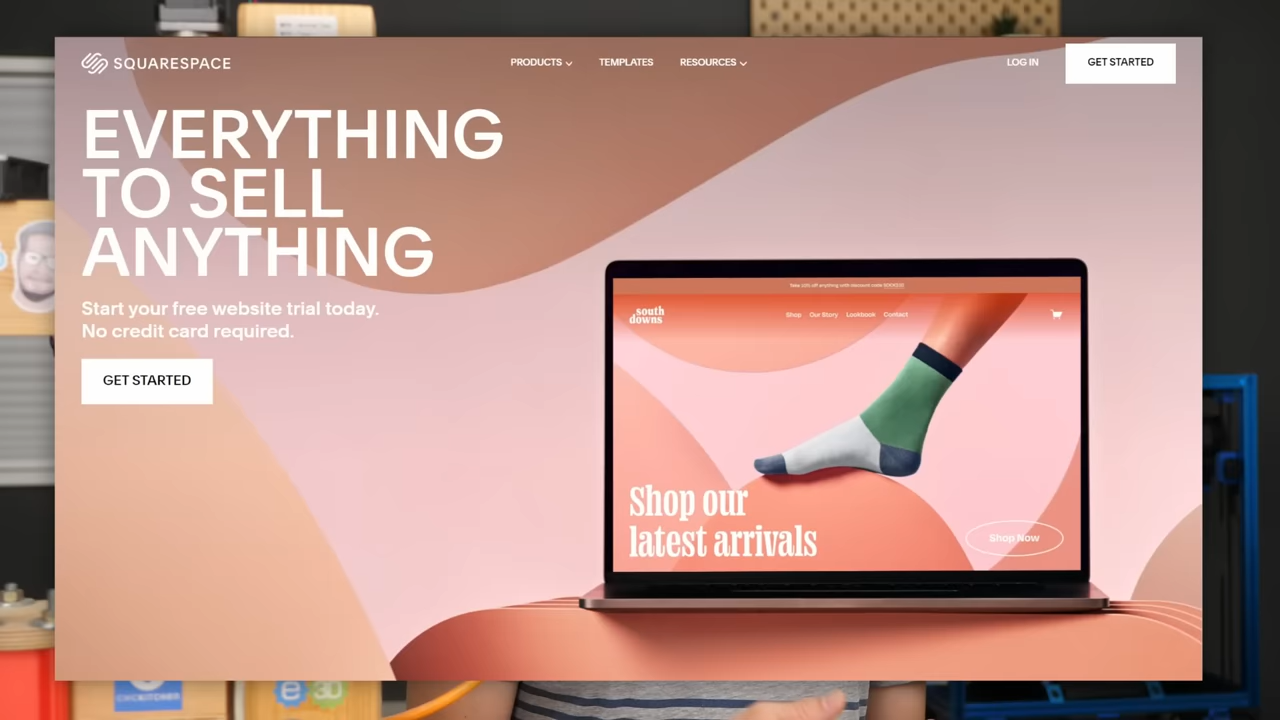 SQUARESPACE
PRODUCTS TEMPLATES RESOURCES
LOG IN
GET STARTED
EVERYTHING
TO SELL
ANYTHING
Start your free website trial today.
No credit card required.
GET STARTED
south
downs
Shop Our Story Lookbook Contact
Shop our
latest arrivals
Shop Now
e3D